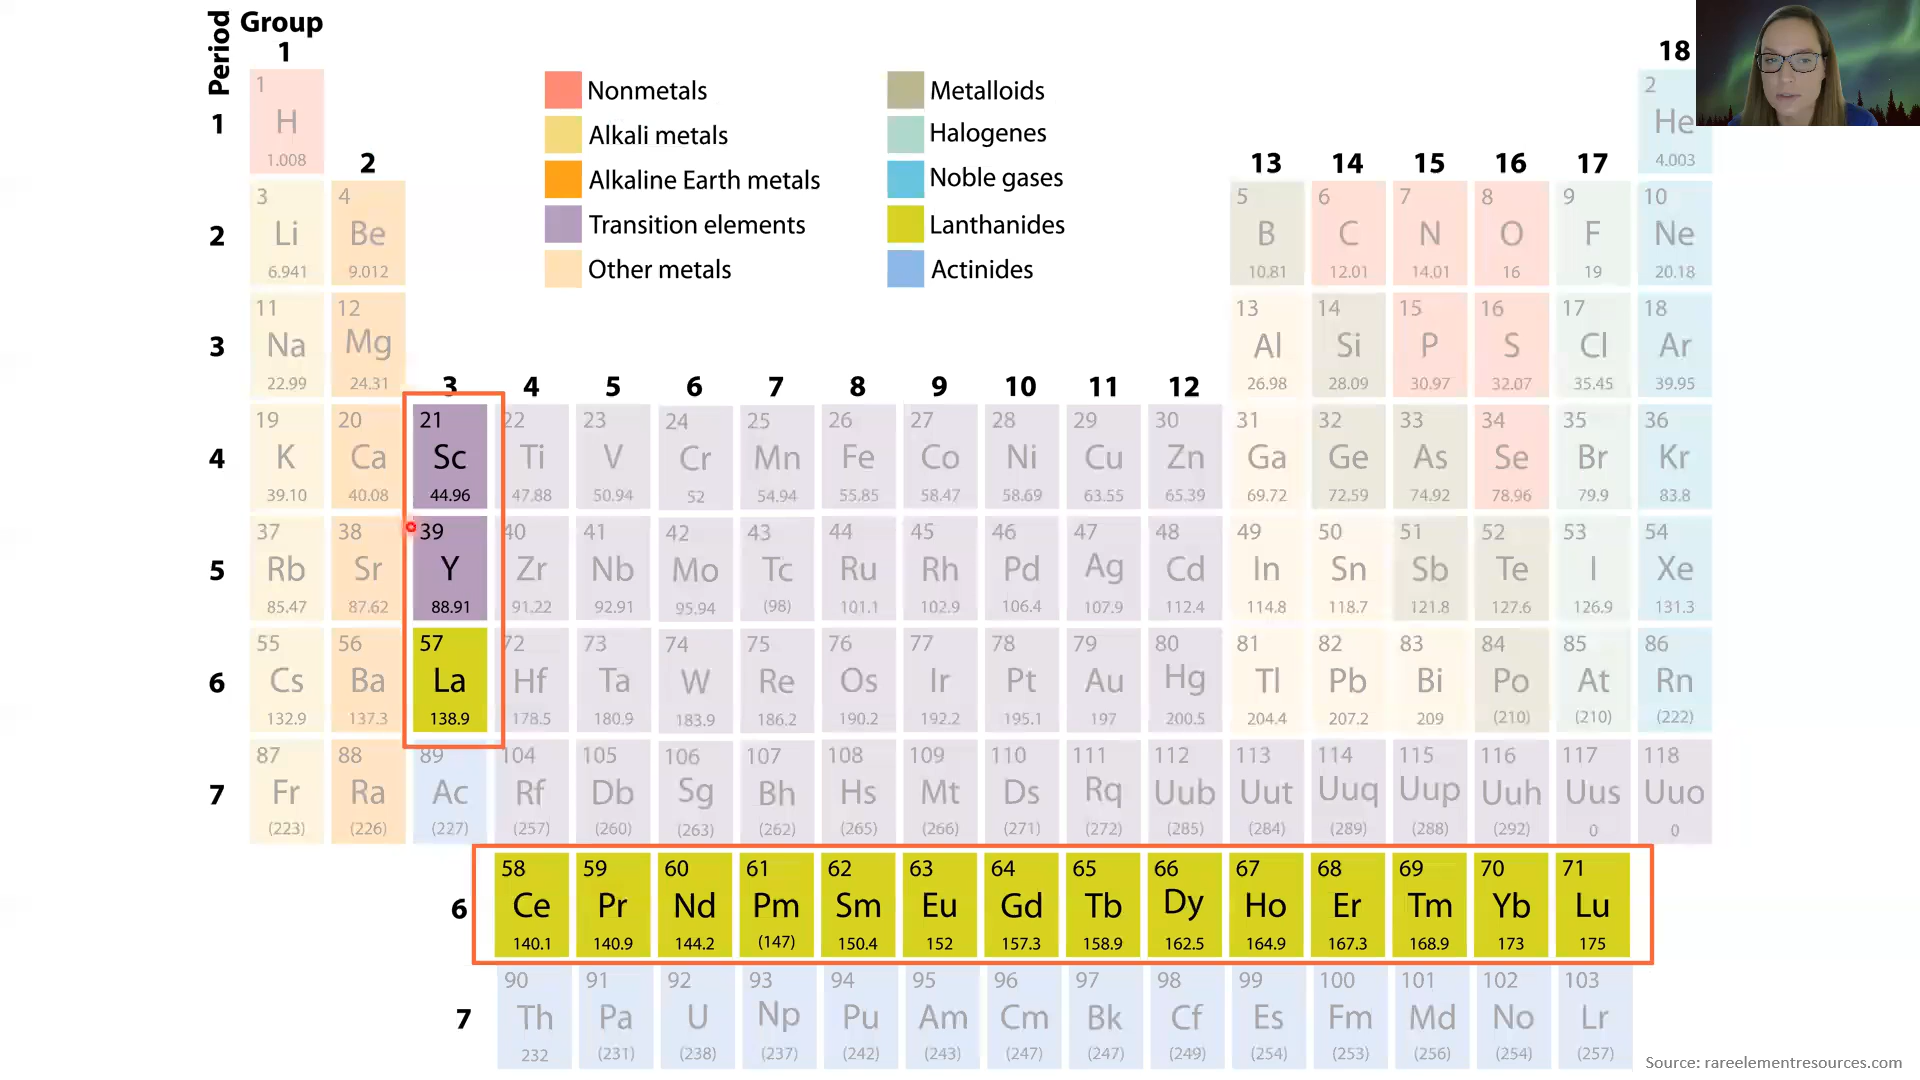 Period
Group
1
18
1
H
1.008
2
He
4.003
1
2
13
14
15
16
17
Nonmetals
Alkali metals
Alkaline Earth metals
Transition elements
Other metals
Metalloids
Halogenes
Noble gases
Lanthanides
Actinides
2
3 4 5 6 7 8 9 10
Li Be B C N O F Ne
6.941 9.012 10.81 12.01 14.01 16 19 20.18
3
11 12 13 14 15 16 17 18
Na Mg Al Si P S Cl Ar
22.99 24.31 26.98 28.09 30.97 32.07 35.45 39.95
3 4 5 6 7 8 9 10 11 12
4
19 20 21 22 23 24 25 26 27 28 29 30 31 32 33 34 35 36
K Ca Sc Ti V Cr Mn Fe Co Ni Cu Zn Ga Ge As Se Br Kr
39.10 40.08 44.96 47.88 50.94 52 54.94 55.85 58.47 58.69 63.55 65.39 69.72 72.59 74.92 78.96 79.9 83.8
5
37 38 39 40 41 42 43 44 45 46 47 48 49 50 51 52 53 54
Rb Sr Y Zr Nb Mo Tc Ru Rh Pd Ag Cd In Sn Sb Te I Xe
85.47 87.62 88.91 91.22 92.91 95.94 (98) 101.1 102.9 106.4 107.9 112.4 114.8 118.7 121.8 127.6 126.9 131.3
6
55 56 57 72 73 74 75 76 77 78 79 80 81 82 83 84 85 86
Cs Ba La Hf Ta W Re Os Ir Pt Au Hg Tl Pb Bi Po At Rn
132.9 137.3 138.9 178.5 180.9 183.9 186.2 190.2 192.2 195.1 197 200.5 204.4 207.2 209 (210) (210) (222)
7
87 88 89 104 105 106 107 108 109 110 111 112 113 114 115 116 117 118
Fr Ra Ac Rf Db Sg Bh Hs Mt Ds Rq Uub Uut Uuq Uup Uuh Uus Uuo
(223) (226) (227) (257) (260) (263) (262) (265) (266) (271) (272) (285) (284) (289) (288) (292) 0 0
6
58 59 60 61 62 63 64 65 66 67 68 69 70 71
Ce Pr Nd Pm Sm Eu Gd Tb Dy Ho Er Tm Yb Lu
140.1 140.9 144.2 (147) 150.4 152 157.3 158.9 162.5 164.9 167.3 168.9 173 175
7
90 91 92 93 94 95 96 97 98 99 100 101 102 103
Th Pa U Np Pu Am Cm Bk Cf Es Fm Md No Lr
232 (231) (238) (237) (242) (243) (247) (247) (249) (254) (253) (256) (254) (257)
Source: rareelementresources.com